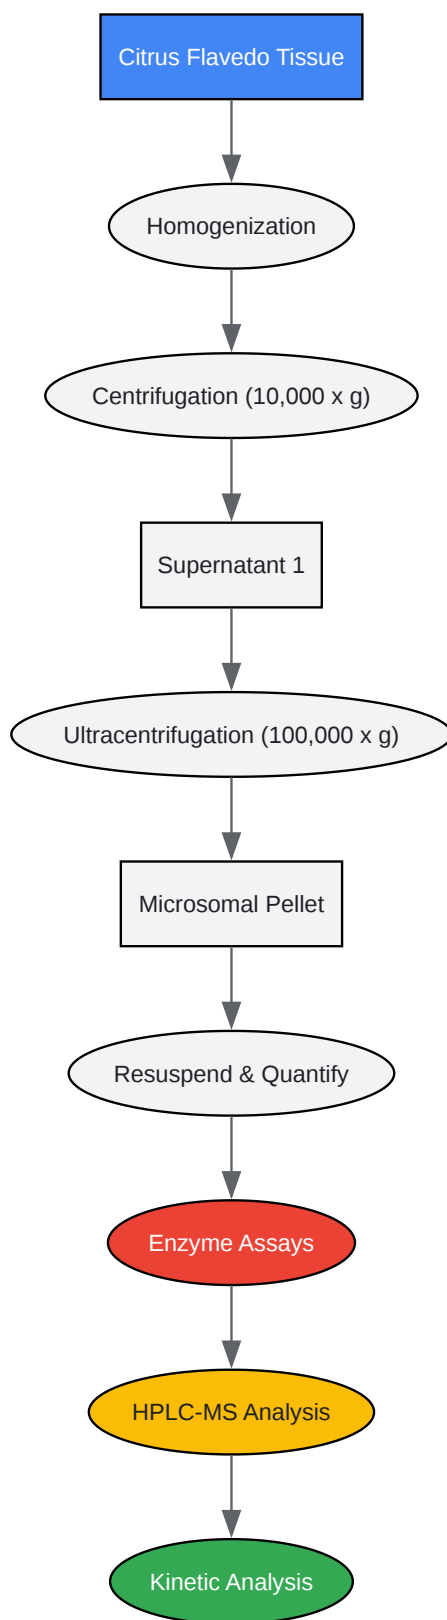 Citrus Flavedo Tissue
Homogenization
Centrifugation (10,000 x g)
Supernatant 1
Ultracentrifugation (100,000 x g)
Microsomal Pellet
Resuspend & Quantify
Enzyme Assays
HPLC-MS Analysis
Kinetic Analysis